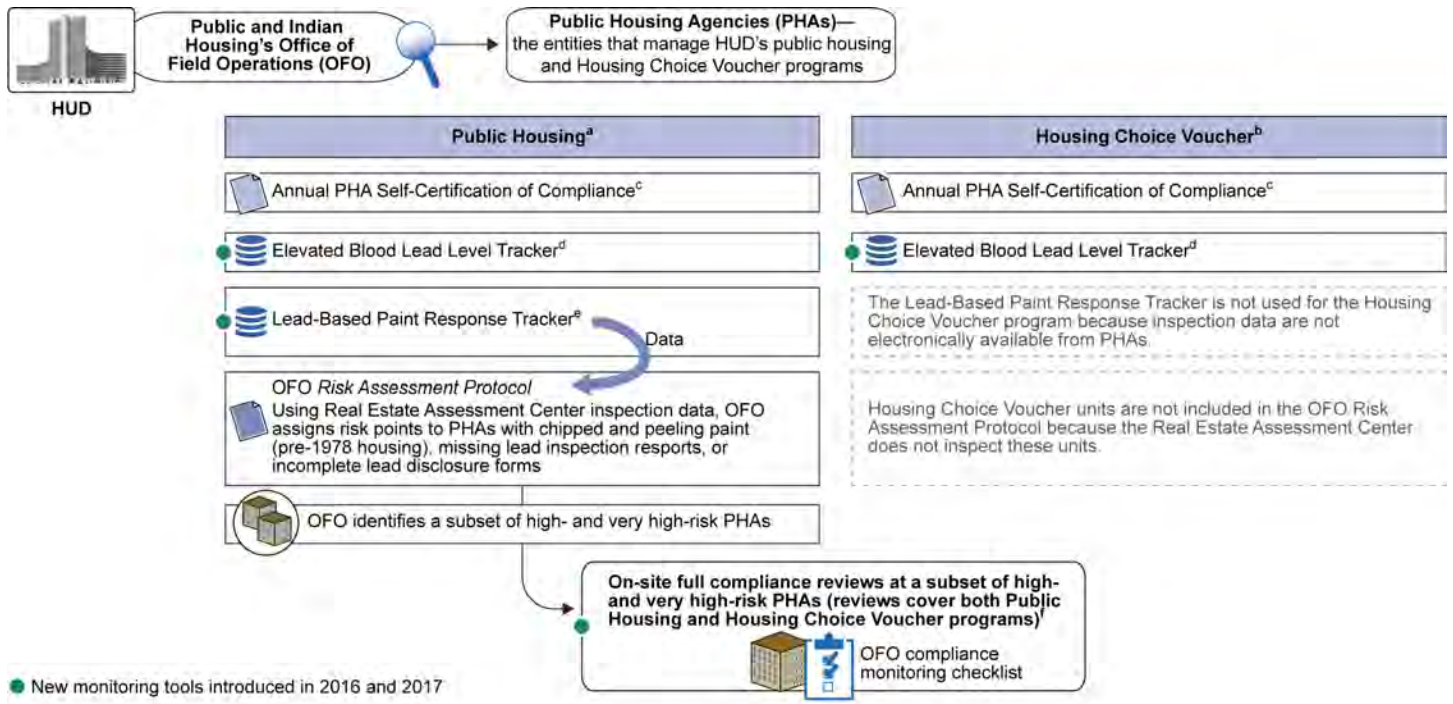 Public and Indian
Housing's Office of
Field Operations (OFO)
Public Housing Agencies (PHAs)—
the entities that manage HUD's public housing
and Housing Choice Voucher programs
HUD
Public Housingᵃ
Housing Choice Voucherᵇ
Annual PHA Self-Certification of Complianceᶜ
Annual PHA Self-Certification of Complianceᶜ
Elevated Blood Lead Level Trackerᵈ
Elevated Blood Lead Level Trackerᵈ
Lead-Based Paint Response Trackerᵉ
Data
The Lead-Based Paint Response Tracker is not used for the Housing
Choice Voucher program because inspection data are not
electronically available from PHAs.
OFO Risk Assessment Protocol
Using Real Estate Assessment Center inspection data, OFO
assigns risk points to PHAs with chipped and peeling paint
(pre-1978 housing), missing lead inspection resports, or
incomplete lead disclosure forms
Housing Choice Voucher units are not included in the OFO Risk
Assessment Protocol because the Real Estate Assessment Center
does not inspect these units.
OFO identifies a subset of high- and very high-risk PHAs
On-site full compliance reviews at a subset of high-
and very high-risk PHAs (reviews cover both Public
Housing and Housing Choice Voucher programs)ᶠ
OFO compliance
monitoring checklist
New monitoring tools introduced in 2016 and 2017